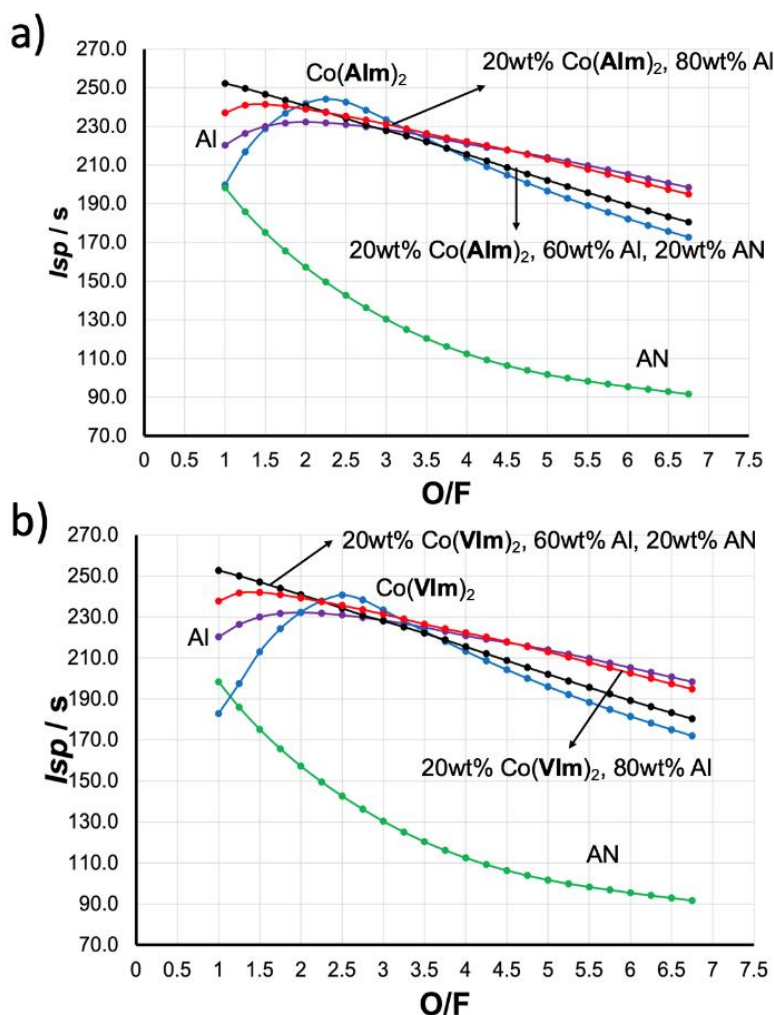 a)
270.0
250.0
230.0
210.0
190.0
170.0
150.0
130.0
110.0
90.0
70.0
Isp / s
Co(AIm)2
20wt% Co(AIm)2, 80wt% Al
Al
20wt% Co(AIm)2, 60wt% Al, 20wt% AN
AN
0 0.5 1 1.5 2 2.5 3 3.5 4 4.5 5 5.5 6 6.5 7 7.5
O/F
b)
270.0
250.0
230.0
210.0
190.0
170.0
150.0
130.0
110.0
90.0
70.0
Isp / s
20wt% Co(VIm)2, 60wt% Al, 20wt% AN
Co(VIm)2
Al
20wt% Co(VIm)2, 80wt% Al
AN
0 0.5 1 1.5 2 2.5 3 3.5 4 4.5 5 5.5 6 6.5 7 7.5
O/F